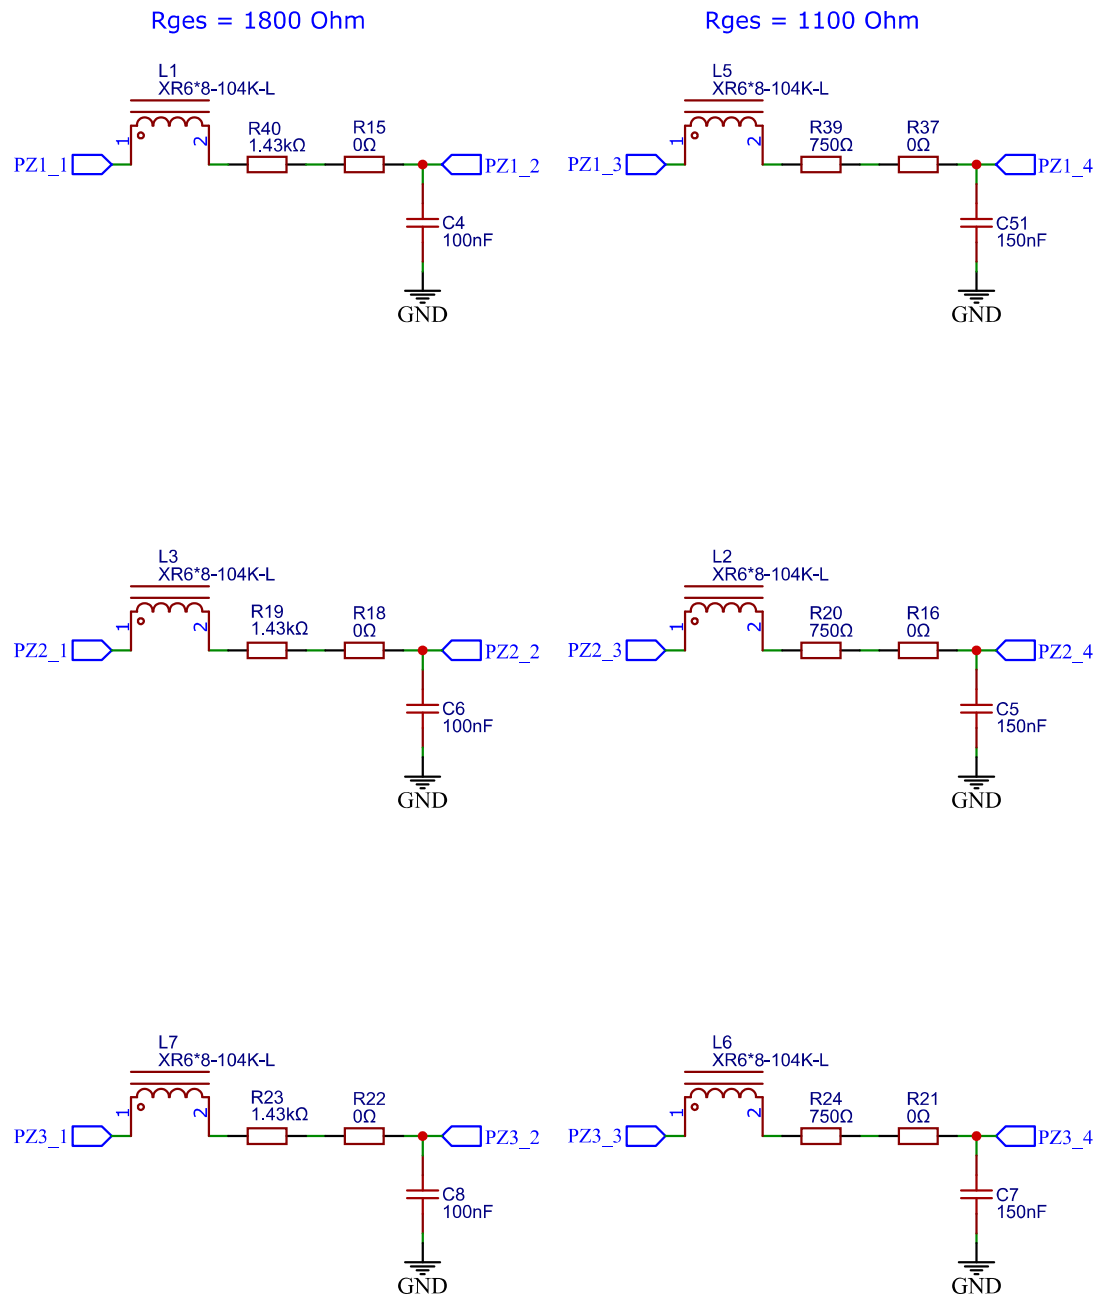 Rges = 1800 Ohm
Rges = 1100 Ohm
L1
XR6*8-104K-L
1
2
R40
1.43kΩ
R15
0Ω
PZ1_1
PZ1_2
C4
100nF
GND
L5
XR6*8-104K-L
1
2
R39
750Ω
R37
0Ω
PZ1_3
PZ1_4
C51
150nF
GND
L3
XR6*8-104K-L
1
2
R19
1.43kΩ
R18
0Ω
PZ2_1
PZ2_2
C6
100nF
GND
L2
XR6*8-104K-L
1
2
R20
750Ω
R16
0Ω
PZ2_3
PZ2_4
C5
150nF
GND
L7
XR6*8-104K-L
1
2
R23
1.43kΩ
R22
0Ω
PZ3_1
PZ3_2
C8
100nF
GND
L6
XR6*8-104K-L
1
2
R24
750Ω
R21
0Ω
PZ3_3
PZ3_4
C7
150nF
GND